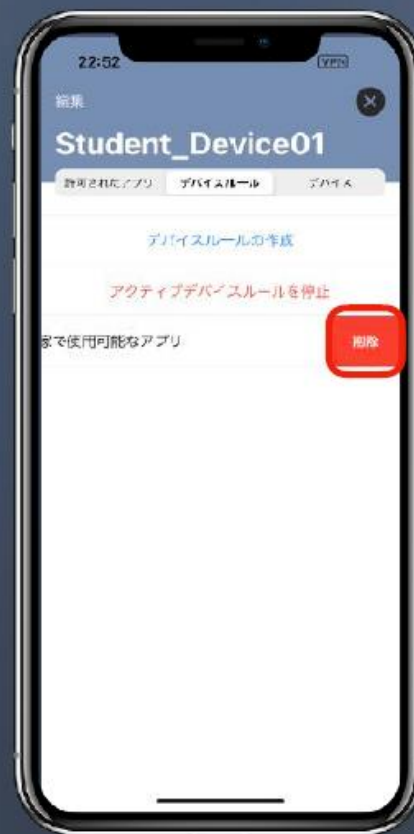 22:52
VPN
編集
Student_Device01
許可されたアプリ デバイスルール デバイス
デバイスルールの作成
アクティブデバイスルールを停止
家で使用可能なアプリ 削除